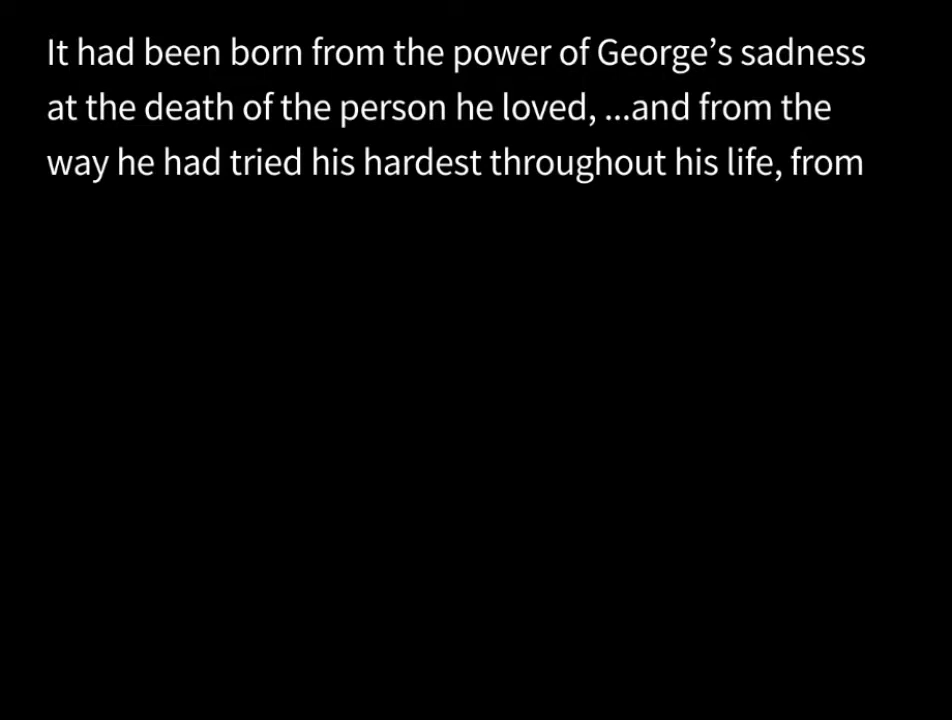 It had been born from the power of George’s sadness
at the death of the person he loved, ...and from the
way he had tried his hardest throughout his life, from